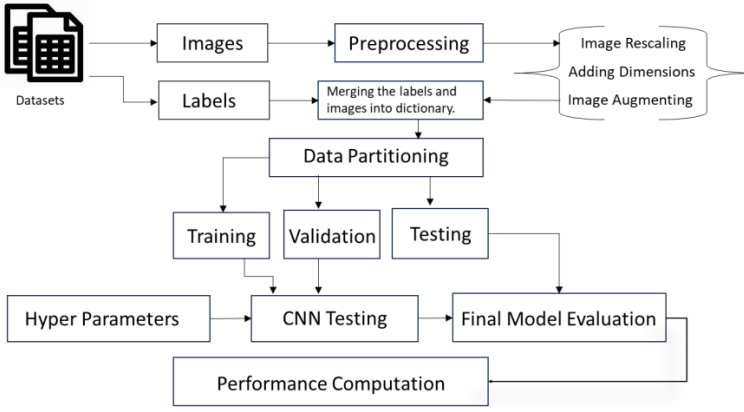 Images
Preprocessing
Image Rescaling
Adding Dimensions
Image Augmenting
Datasets
Labels
Merging the labels and
images into dictionary.
Data Partitioning
Training
Validation
Testing
Hyper Parameters
CNN Testing
Final Model Evaluation
Performance Computation